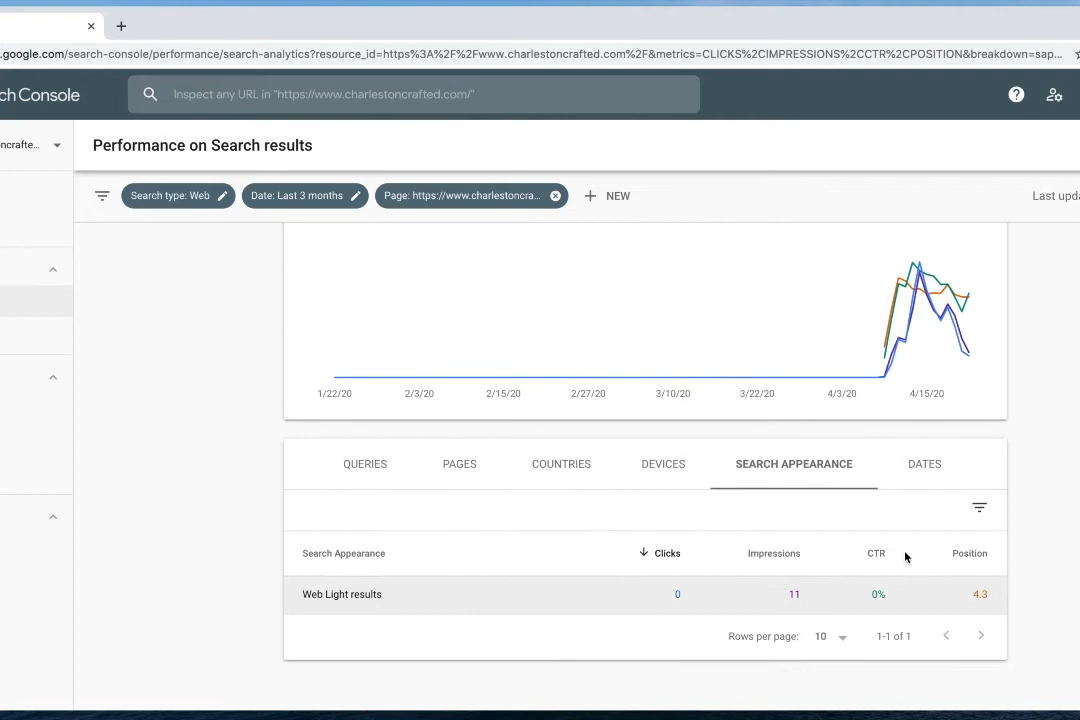 .google.com/search-console/performance/search-analytics?resource_id=https%3A%2F%2Fwww.charlestoncrafted.com%2F&metrics=CLICKS%2CIMPRESSIONS%2CCTR%2CPOSITION&breakdown=sap...
ch Console
Inspect any URL in "https://www.charlestoncrafted.com/"
ncrafte...
Performance on Search results
Search type: Web
Date: Last 3 months
Page: https://www.charlestoncra...
NEW
Last upda
1/22/20 2/3/20 2/15/20 2/27/20 3/10/20 3/22/20 4/3/20 4/15/20
QUERIES PAGES COUNTRIES DEVICES SEARCH APPEARANCE DATES
Search Appearance Clicks Impressions CTR Position
Web Light results 0 11 0% 4.3
Rows per page: 10 1-1 of 1